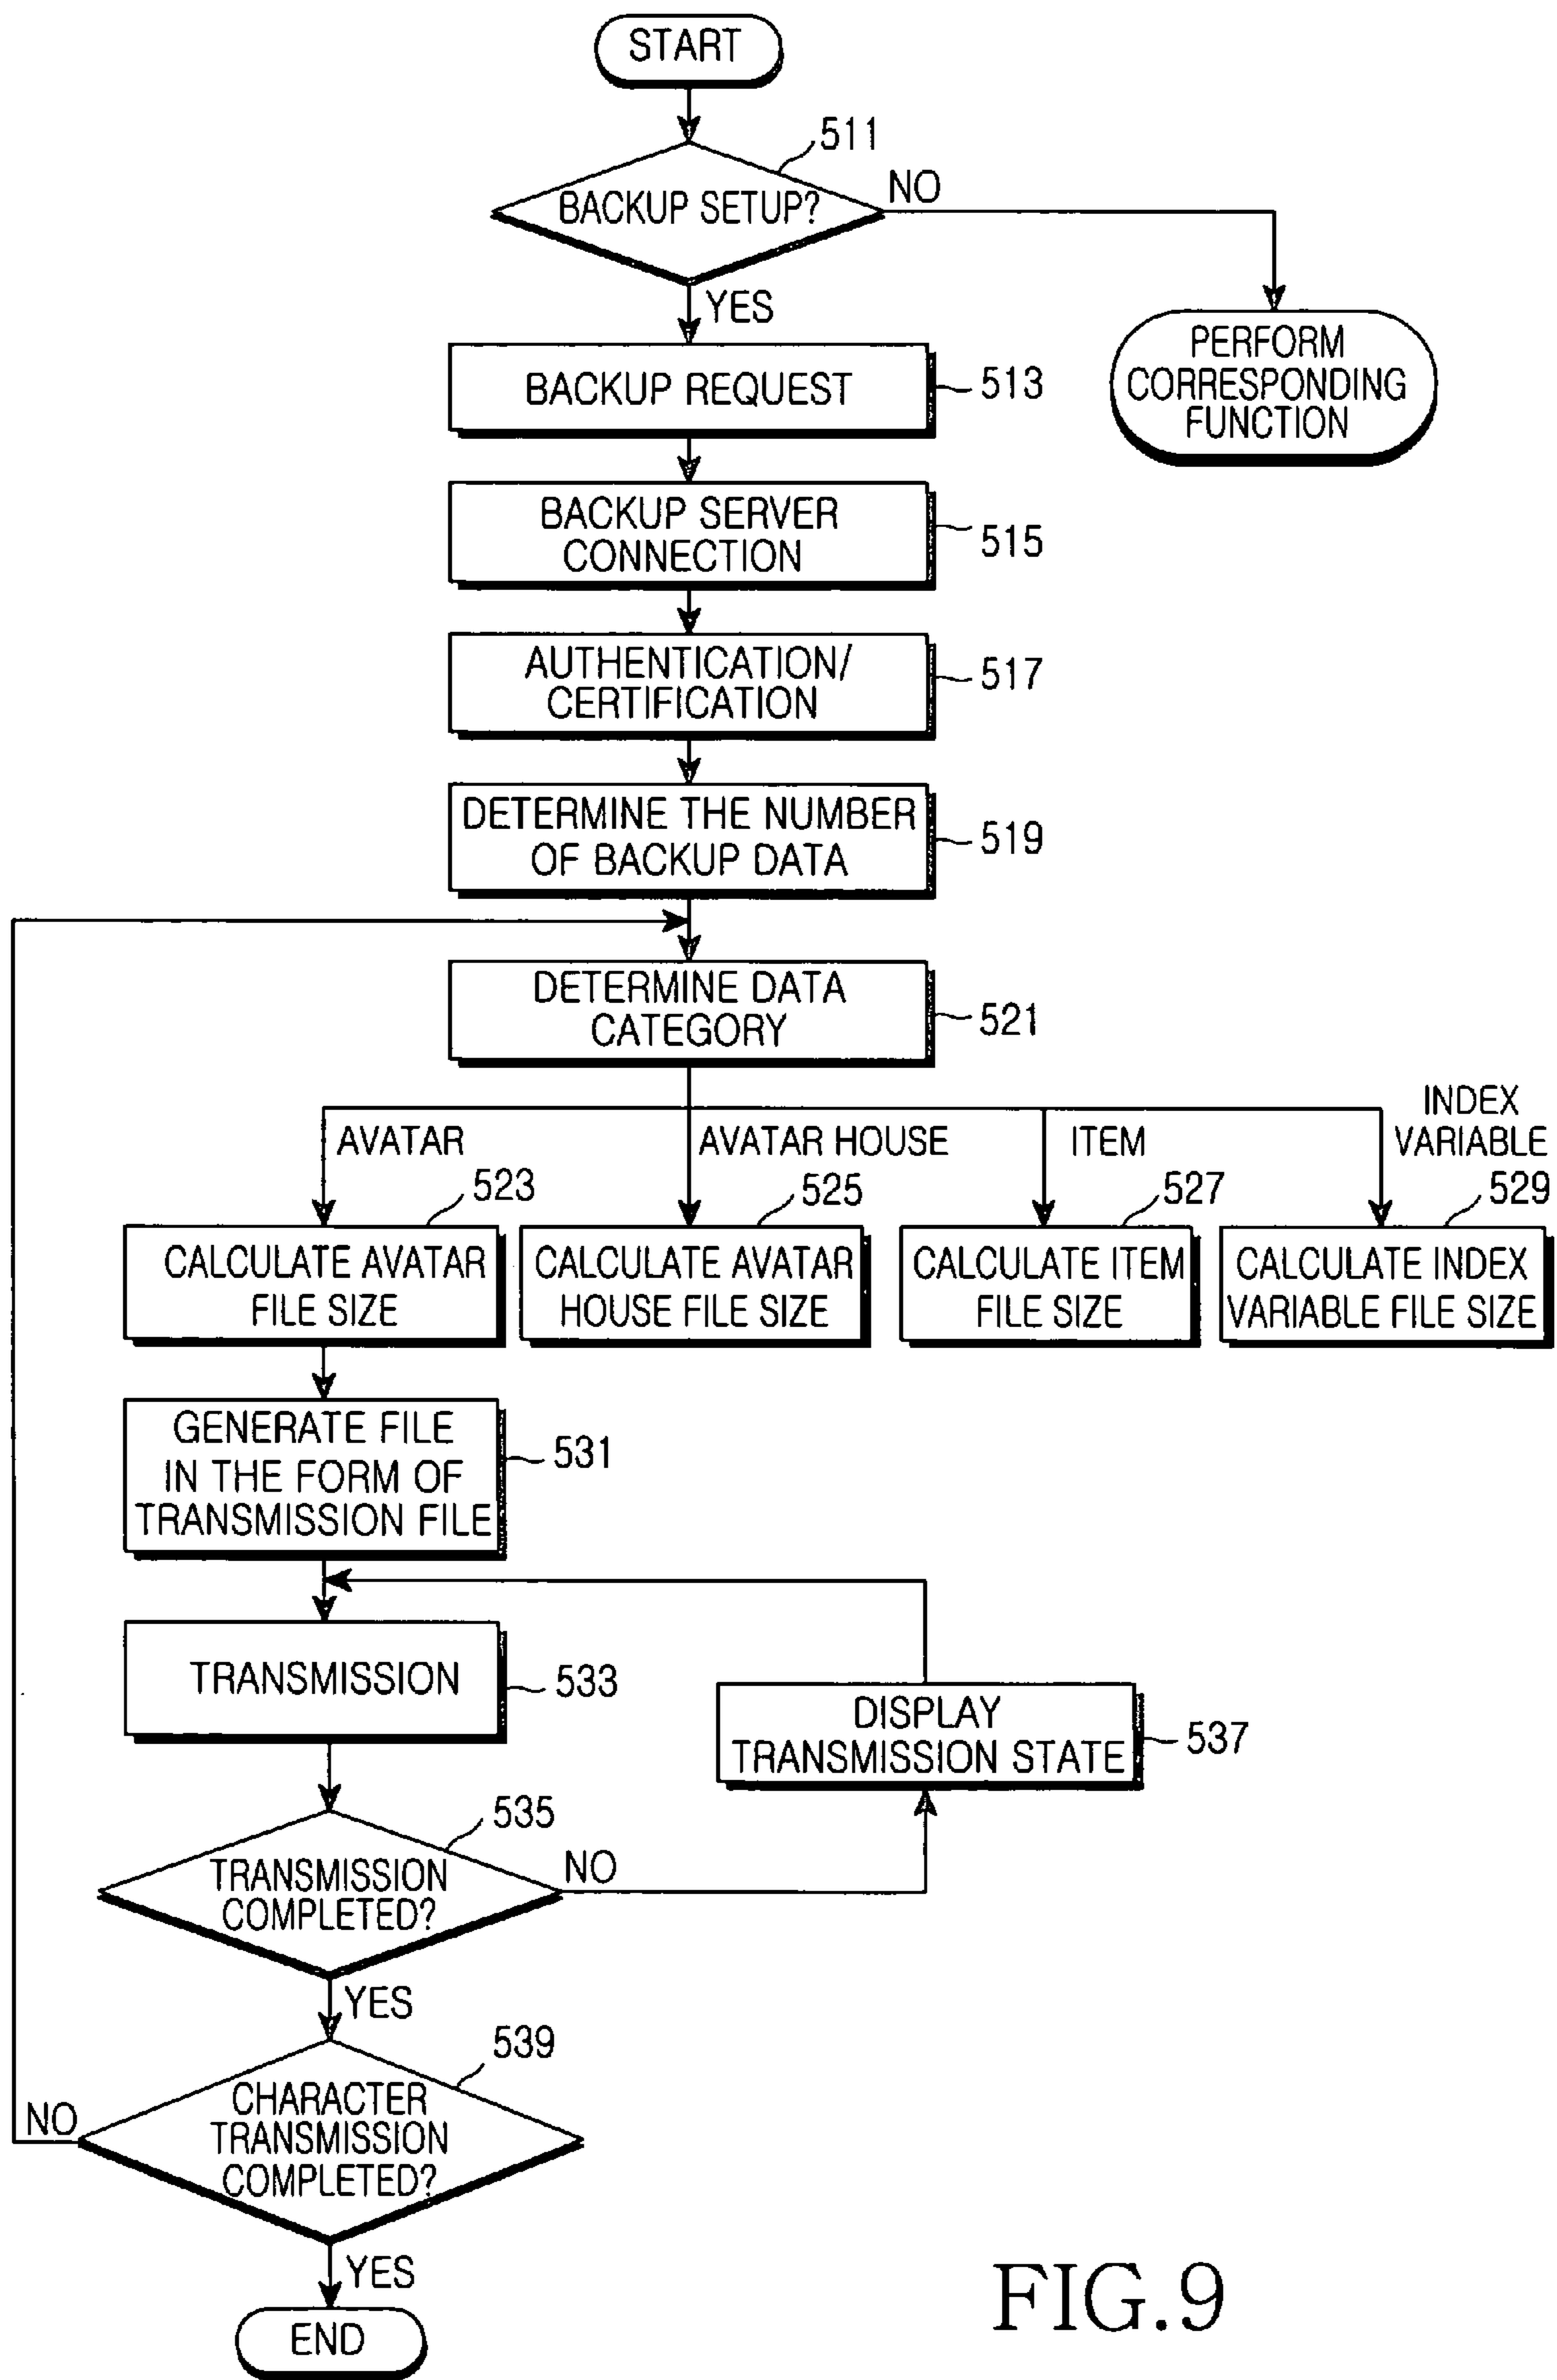 START
511
BACKUP SETUP?
NO
YES
PERFORM
CORRESPONDING
FUNCTION
BACKUP REQUEST
513
BACKUP SERVER
CONNECTION
515
AUTHENTICATION/
CERTIFICATION
517
DETERMINE THE NUMBER
OF BACKUP DATA
519
DETERMINE DATA
CATEGORY
521
AVATAR
AVATAR HOUSE
ITEM
INDEX
VARIABLE
523
525
527
529
CALCULATE AVATAR
FILE SIZE
CALCULATE AVATAR
HOUSE FILE SIZE
CALCULATE ITEM
FILE SIZE
CALCULATE INDEX
VARIABLE FILE SIZE
GENERATE FILE
IN THE FORM OF
TRANSMISSION FILE
531
TRANSMISSION
533
DISPLAY
TRANSMISSION STATE
537
535
TRANSMISSION
COMPLETED?
NO
YES
539
CHARACTER
TRANSMISSION
COMPLETED?
NO
YES
END
FIG.9